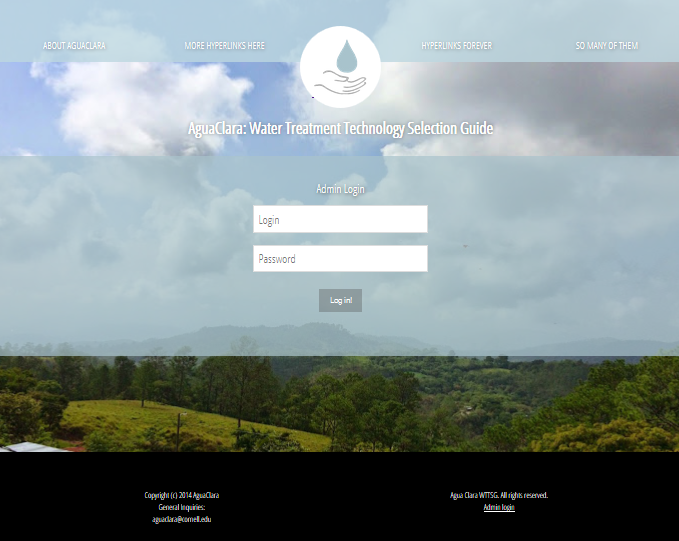 ABOUT AGUACLARA
MORE HYPERLINKS HERE
HYPERLINKS FOREVER
SO MANY OF THEM
AguaClara: Water Treatment Technology Selection Guide
Admin Login
Login
Password
Log in!
Copyright (c) 2014 AguaClara
General Inquiries:
aguaclara@cornell.edu
Agua Clara WTTSG. All rights reserved.
Admin login